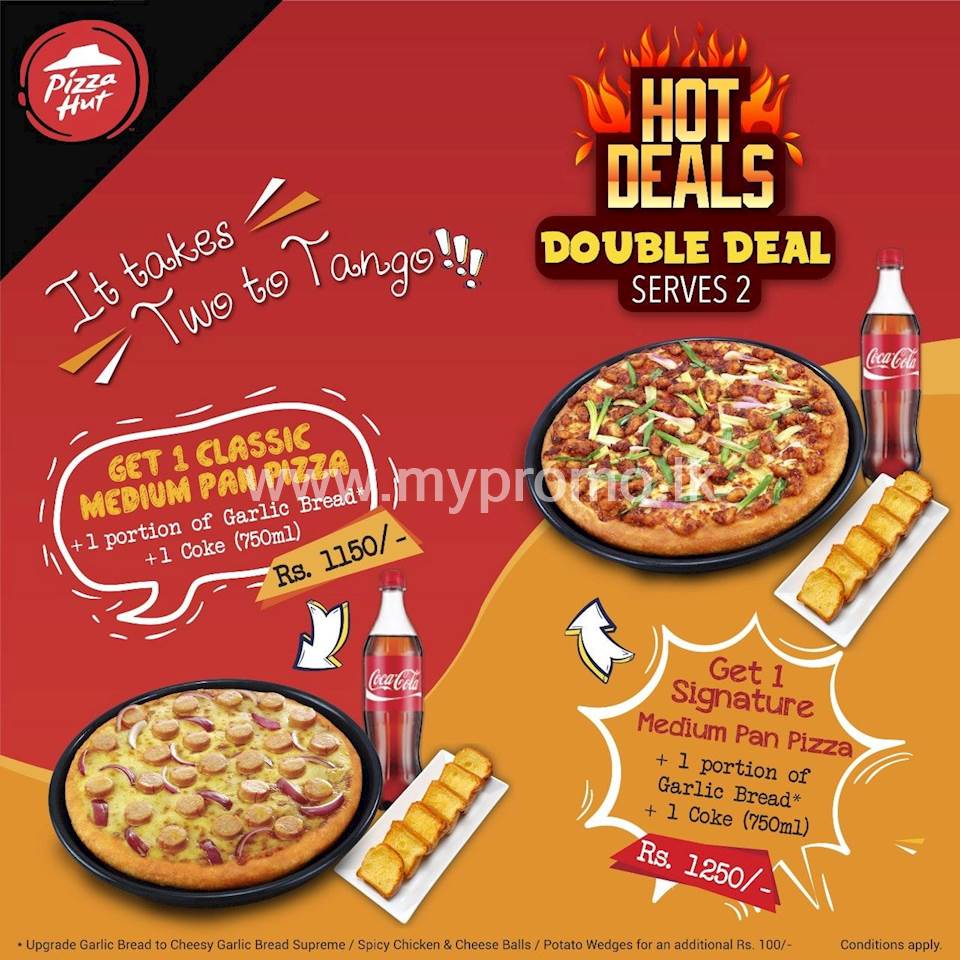 Pizza
Hut
HOT
DEALS
DOUBLE DEAL
SERVES 2
It takes
Two to Tango!!!
Coca-Cola
GET 1 CLASSIC
MEDIUM PAN PIZZA
+1 portion of Garlic Bread*
+1 Coke (750ml)
Rs. 1150/-
www.mypromo.lk
Coca-Cola
Get 1
Signature
Medium Pan Pizza
+ 1 portion of
Garlic Bread*
+ 1 Coke (750ml)
Rs. 1250/-
* Upgrade Garlic Bread to Cheesy Garlic Bread Supreme / Spicy Chicken & Cheese Balls / Potato Wedges for an additional Rs. 100/-
Conditions apply.